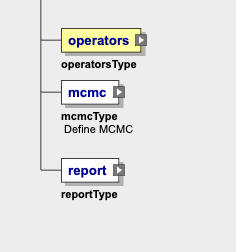 operators
operatorsType
mcmc
mcmcType
Define MCMC
report
reportType